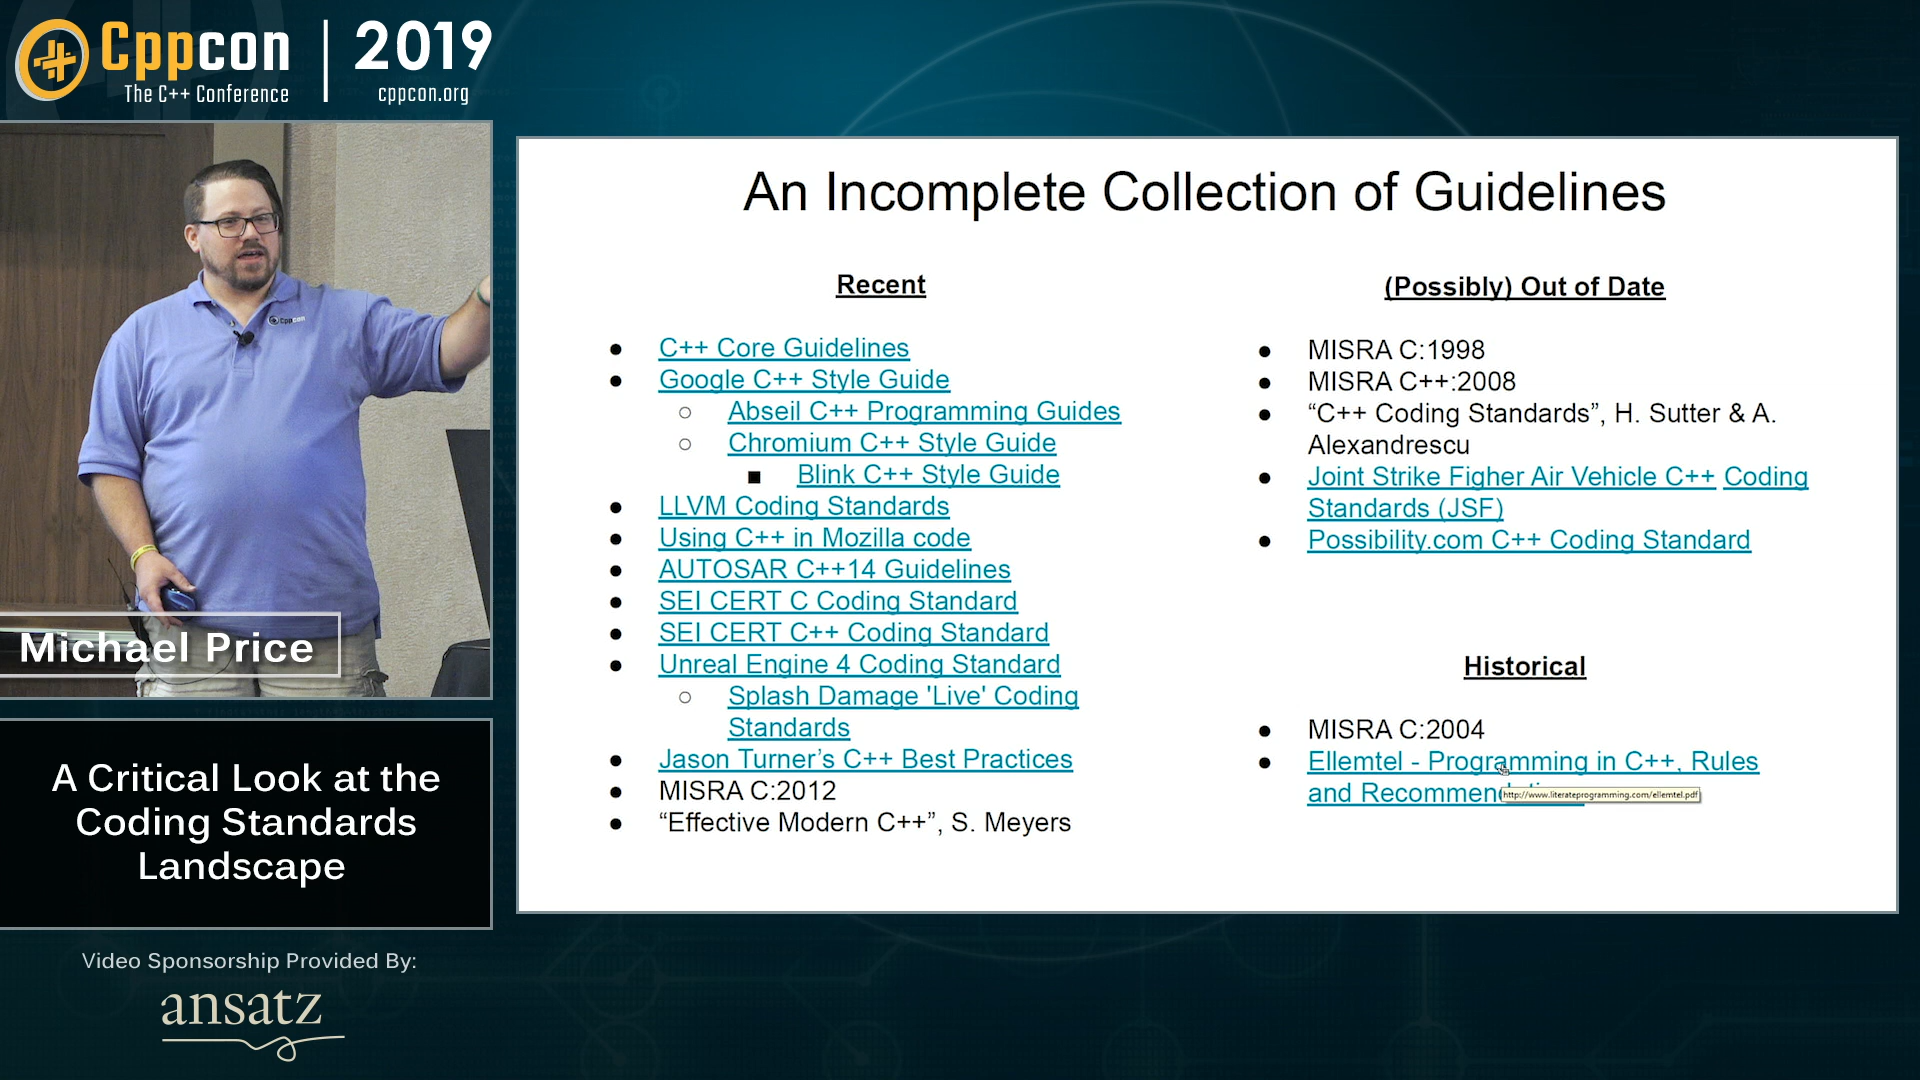 Cppcon
The C++ Conference
2019
cppcon.org
Cppcon
Michael Price
A Critical Look at the
Coding Standards
Landscape
Video Sponsorship Provided By:
ansatz
An Incomplete Collection of Guidelines
Recent
● C++ Core Guidelines
● Google C++ Style Guide
○ Abseil C++ Programming Guides
○ Chromium C++ Style Guide
■ Blink C++ Style Guide
● LLVM Coding Standards
● Using C++ in Mozilla code
● AUTOSAR C++14 Guidelines
● SEI CERT C Coding Standard
● SEI CERT C++ Coding Standard
● Unreal Engine 4 Coding Standard
○ Splash Damage 'Live' Coding
Standards
● Jason Turner’s C++ Best Practices
● MISRA C:2012
● “Effective Modern C++”, S. Meyers
(Possibly) Out of Date
● MISRA C:1998
● MISRA C++:2008
● “C++ Coding Standards”, H. Sutter & A.
Alexandrescu
● Joint Strike Figher Air Vehicle C++ Coding
Standards (JSF)
● Possibility.com C++ Coding Standard
Historical
● MISRA C:2004
● Ellemtel - Programming in C++, Rules
and
http://www.literateprogramming.com/ellemtel.pdf